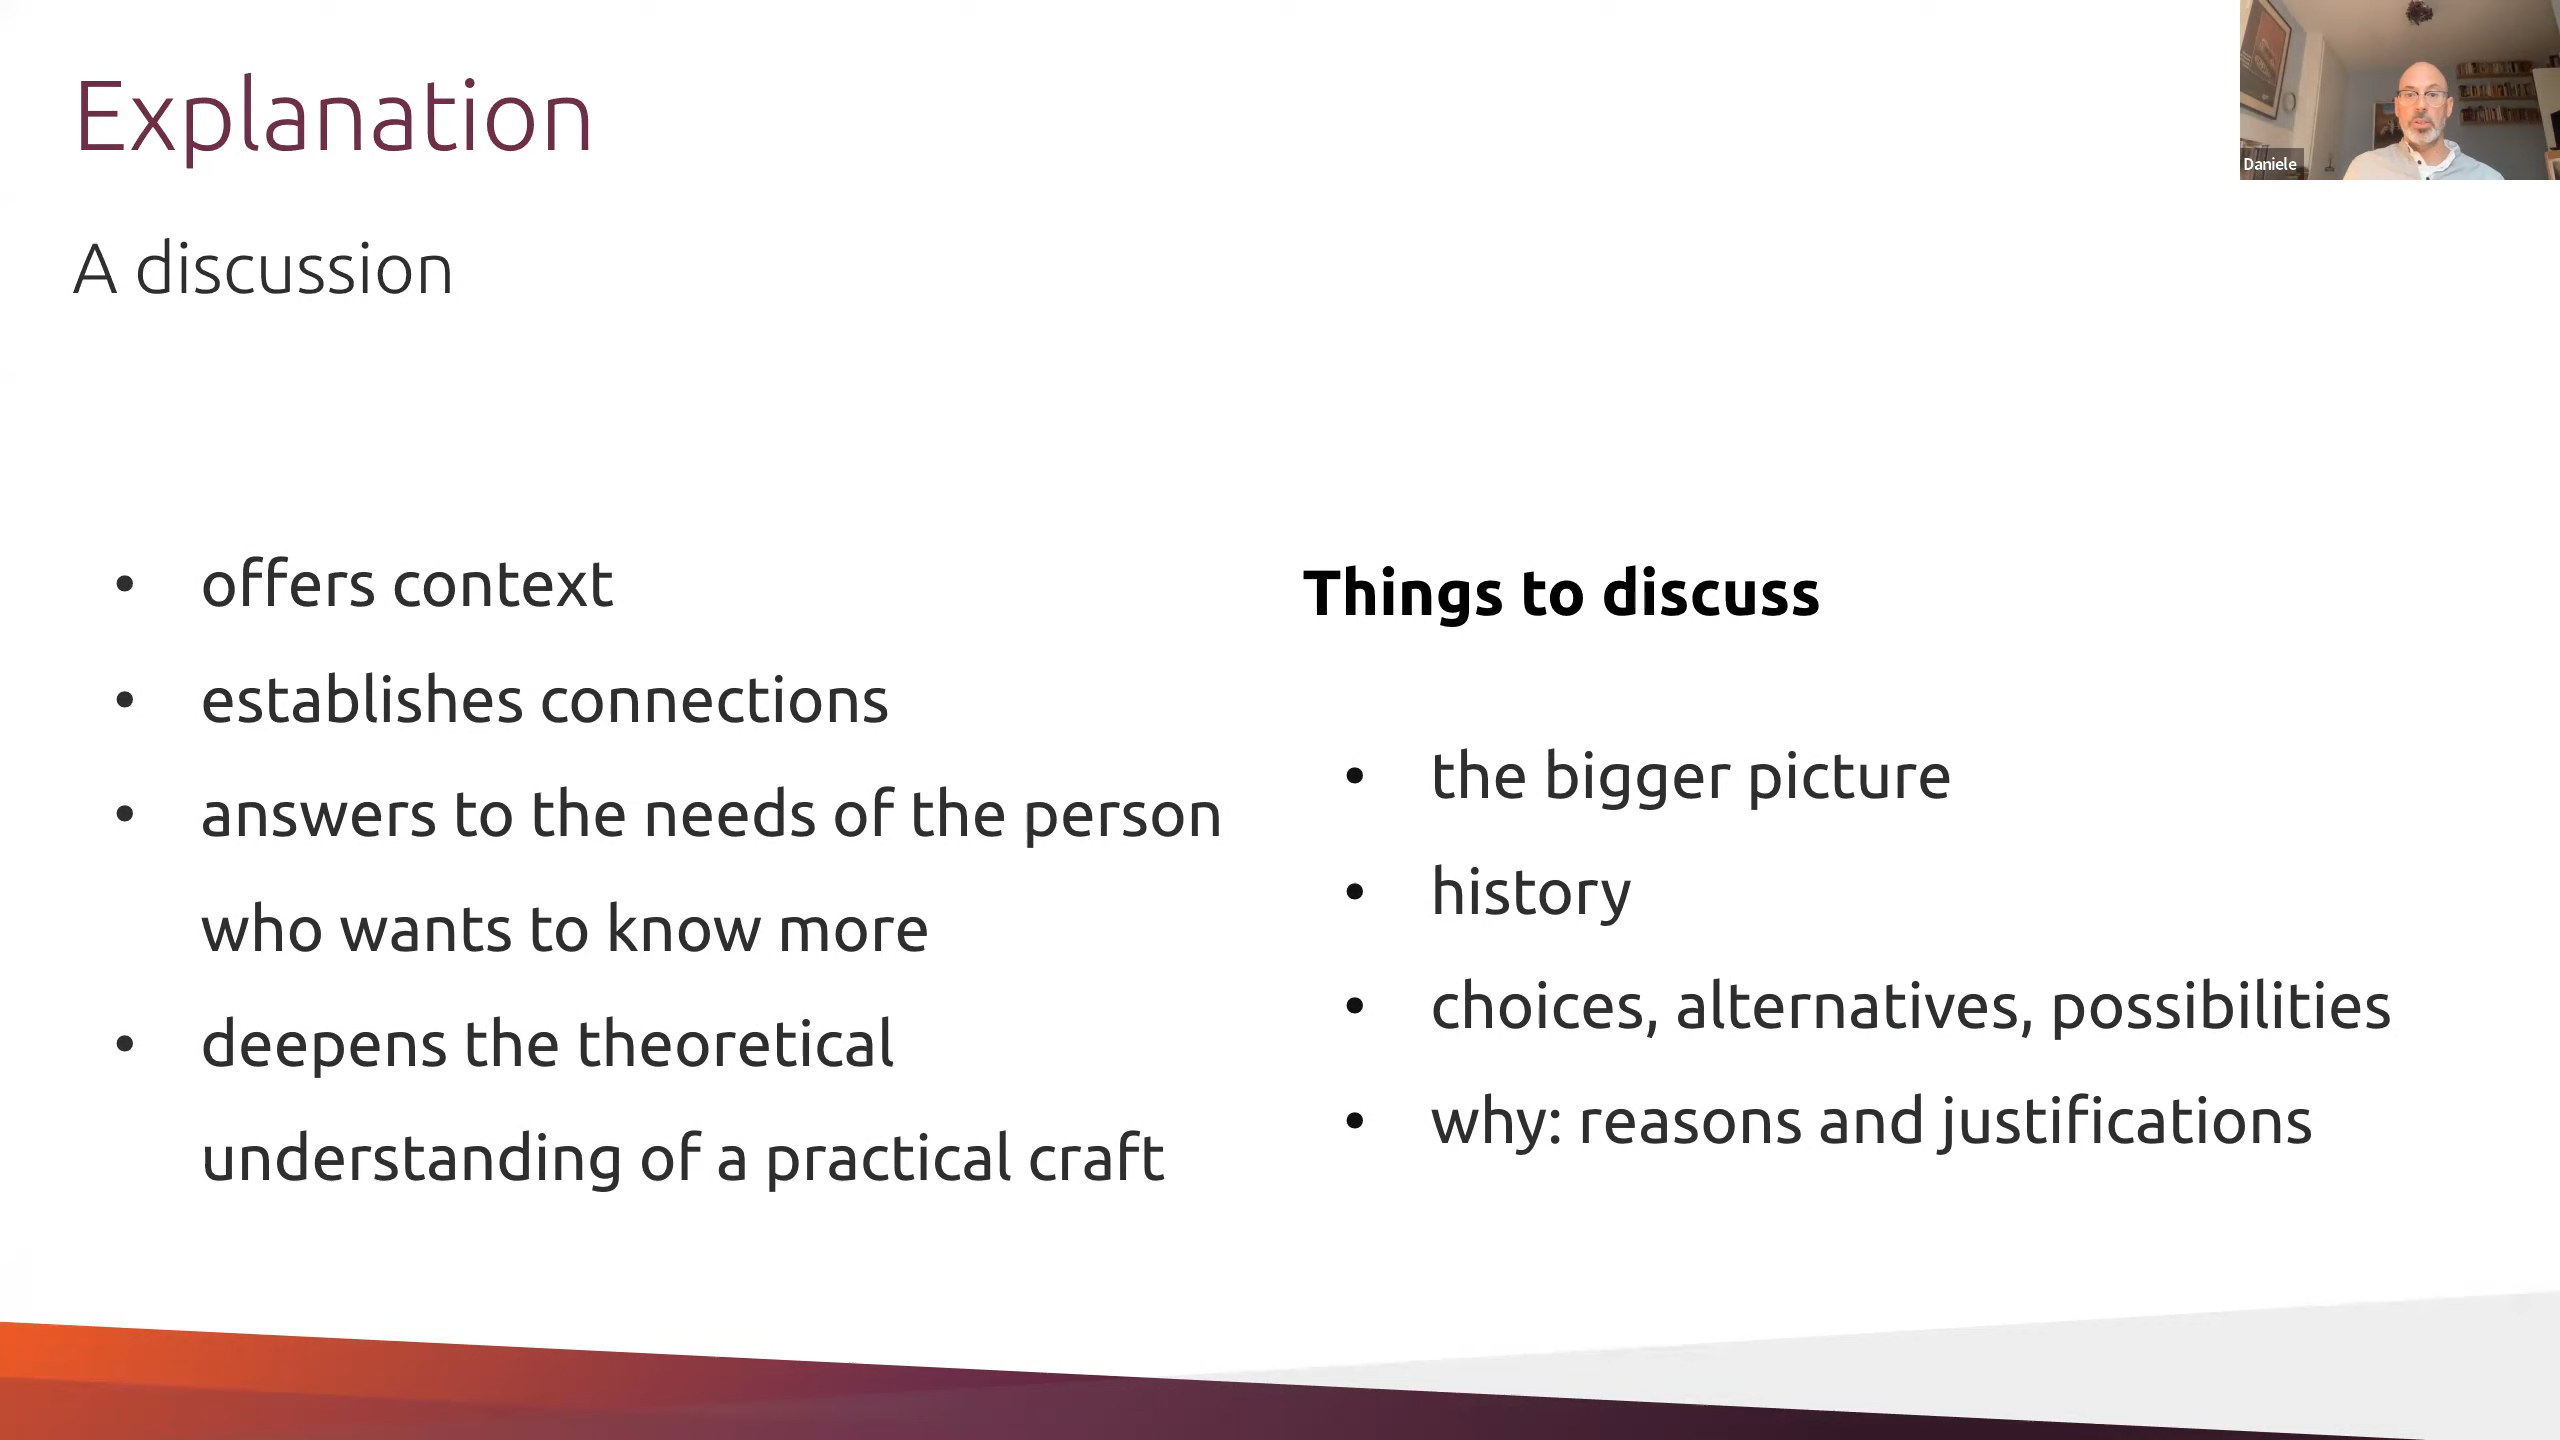 Explanation
Daniele
A discussion
• offers context
• establishes connections
• answers to the needs of the person
who wants to know more
• deepens the theoretical
understanding of a practical craft
Things to discuss
• the bigger picture
• history
• choices, alternatives, possibilities
• why: reasons and justifications